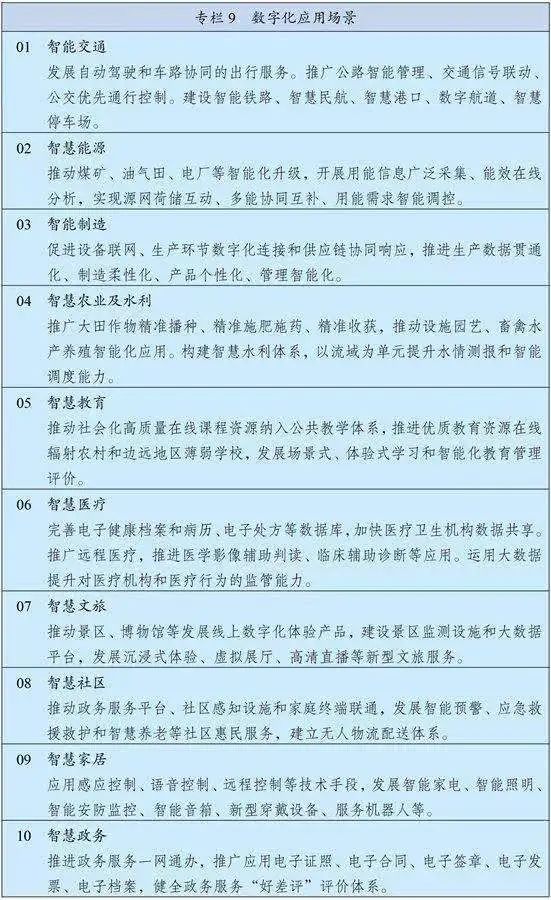 专栏9 数字化应用场景
01 智能交通
发展自动驾驶和车路协同的出行服务。推广公路智能管理、交通信号联动、
公交优先通行控制。建设智能铁路、智慧民航、智慧港口、数字航道、智慧
停车场。
02 智慧能源
推动煤矿、油气田、电厂等智能化升级，开展用能信息广泛采集、能效在线
分析，实现源网荷储互动、多能协同互补、用能需求智能调控。
03 智能制造
促进设备联网、生产环节数字化连接和供应链协同响应，推进生产数据贯通
化、制造柔性化、产品个性化、管理智能化。
04 智慧农业及水利
推广大田作物精准播种、精准施肥施药、精准收获，推动设施园艺、畜禽水
产养殖智能化应用。构建智慧水利体系，以流域为单元提升水情测报和智能
调度能力。
05 智慧教育
推动社会化高质量在线课程资源纳入公共教学体系，推进优质教育资源在线
辐射农村和边远地区薄弱学校，发展场景式、体验式学习和智能化教育管理
评价。
06 智慧医疗
完善电子健康档案和病历、电子处方等数据库，加快医疗卫生机构数据共享。
推广远程医疗，推进医学影像辅助判读、临床辅助诊断等应用。运用大数据
提升对医疗机构和医疗行为的监管能力。
07 智慧文旅
推动景区、博物馆等发展线上数字化体验产品，建设景区监测设施和大数据
平台，发展沉浸式体验、虚拟展厅、高清直播等新型文旅服务。
08 智慧社区
推动政务服务平台、社区感知设施和家庭终端联通，发展智能预警、应急救
援救护和智慧养老等社区惠民服务，建立无人物流配送体系。
09 智慧家居
应用感应控制、语音控制、远程控制等技术手段，发展智能家电、智能照明、
智能安防监控、智能音箱、新型穿戴设备、服务机器人等。
10 智慧政务
推进政务服务一网通办，推广应用电子证照、电子合同、电子签章、电子发
票、电子档案，健全政务服务“好差评”评价体系。